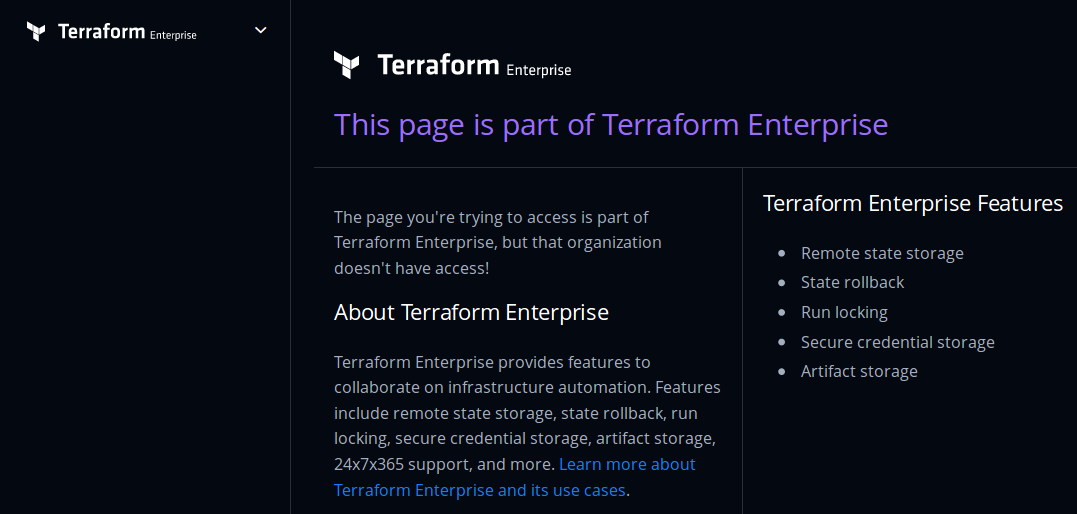 Terraform Enterprise
Terraform Enterprise
This page is part of Terraform Enterprise
The page you're trying to access is part of
Terraform Enterprise, but that organization
doesn't have access!
About Terraform Enterprise
Terraform Enterprise provides features to
collaborate on infrastructure automation. Features
include remote state storage, state rollback, run
locking, secure credential storage, artifact storage,
24x7x365 support, and more. Learn more about
Terraform Enterprise and its use cases.
Terraform Enterprise Features
Remote state storage
State rollback
Run locking
Secure credential storage
Artifact storage